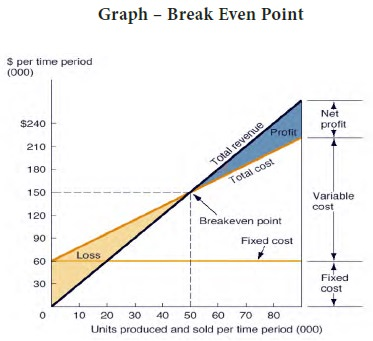 Graph – Break Even Point
$ per time period
(000)
$240
210
180
150
120
90
60
30
0
10
20
30
40
50
60
70
80
Units produced and sold per time period (000)
Total revenue
Total cost
Profit
Loss
Breakeven point
Fixed cost
Net
profit
Variable
cost
Fixed
cost